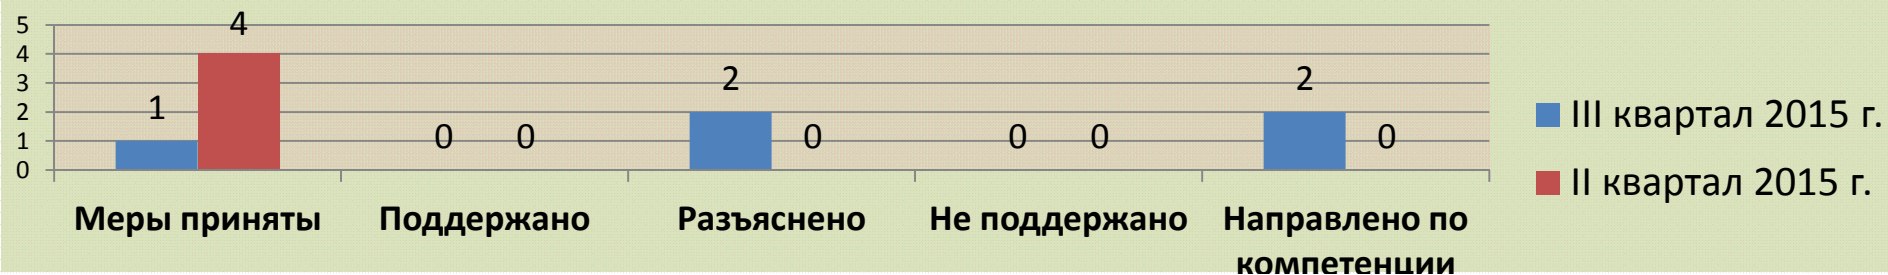 5
4
3
2
1
0
1
4
0
0
2
0
0
0
2
0
Меры приняты
Поддержано
Разъяснено
Не поддержано
Направлено по
компетенции
III квартал 2015 г.
II квартал 2015 г.